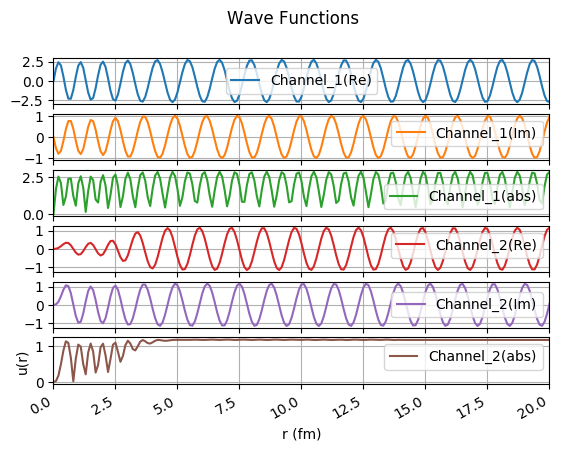 Wave Functions
2.5
0.0
−2.5
Channel_1(Re)
1
0
−1
Channel_1(Im)
2.5
0.0
Channel_1(abs)
1
0
−1
Channel_2(Re)
1
0
−1
Channel_2(Im)
u(r)
1
0
Channel_2(abs)
0.0 2.5 5.0 7.5 10.0 12.5 15.0 17.5 20.0
r (fm)